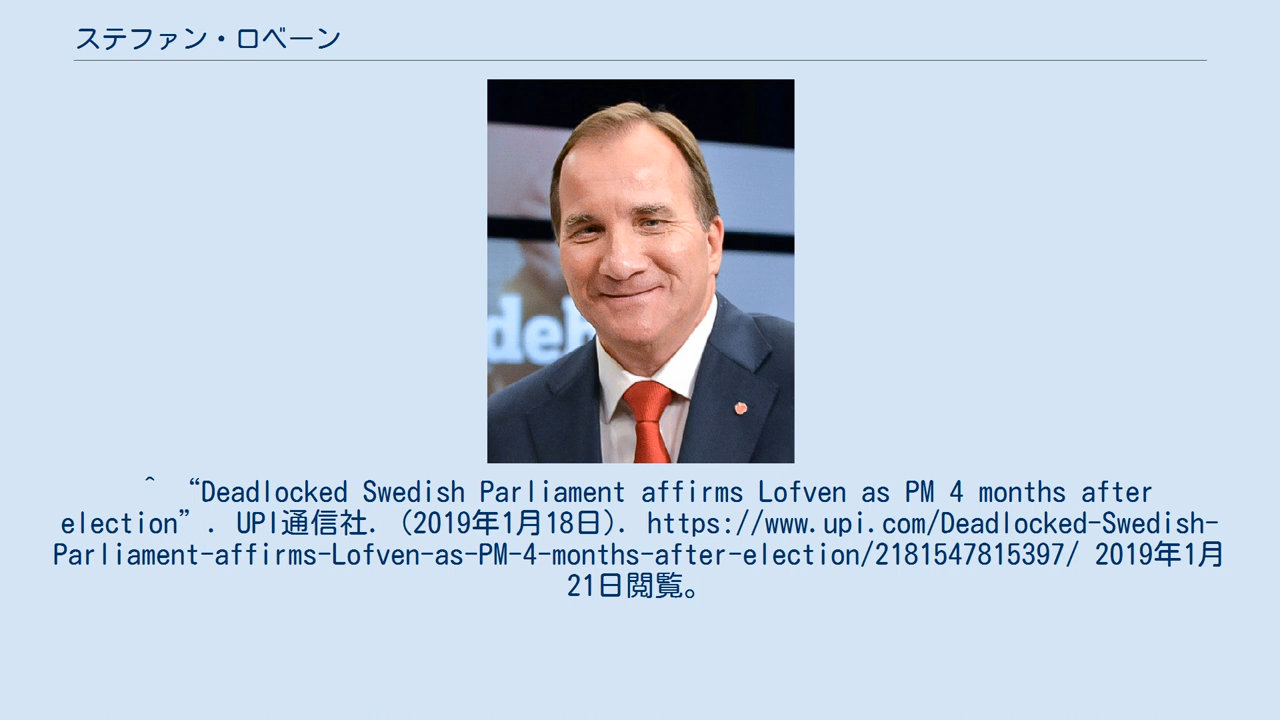 ステファン・ロベーン
deb
^ “Deadlocked Swedish Parliament affirms Lofven as PM 4 months after
election”. UPI通信社. (2019年1月18日). https://www.upi.com/Deadlocked-Swedish-
Parliament-affirms-Lofven-as-PM-4-months-after-election/2181547815397/ 2019年1月
21日閲覧。